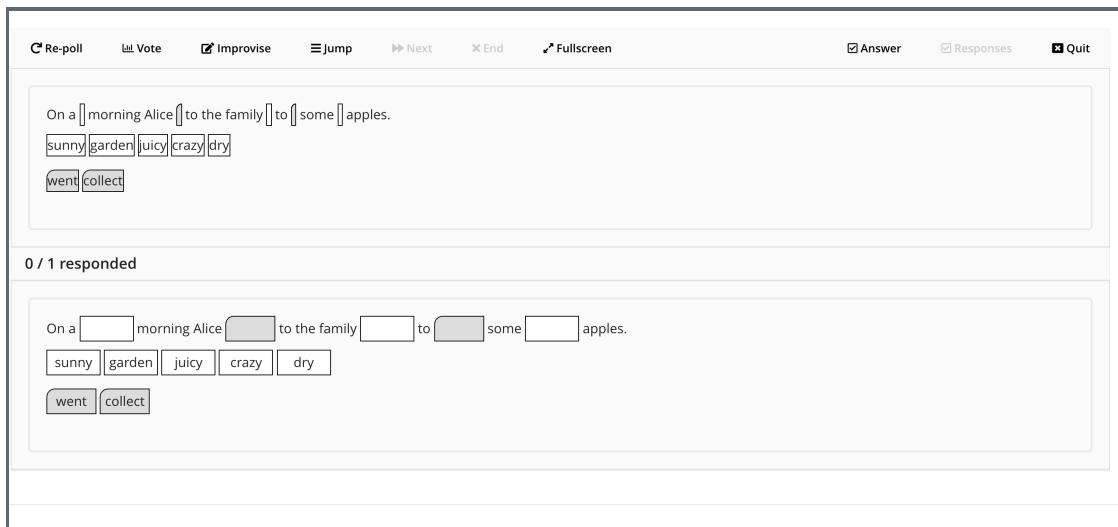 Re-poll Vote Improvise Jump Next End Fullscreen Answer Responses Quit
On a morning Alice to the family to some apples.
sunny garden juicy crazy dry
went collect
0 / 1 responded
On a morning Alice to the family to some apples.
sunny garden juicy crazy dry
went collect